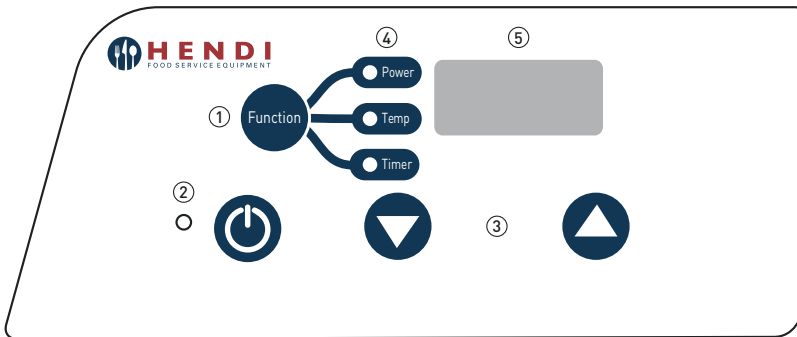 HENDI
FOOD SERVICE EQUIPMENT
4
5
Power
1
Function
Temp
Timer
2
3